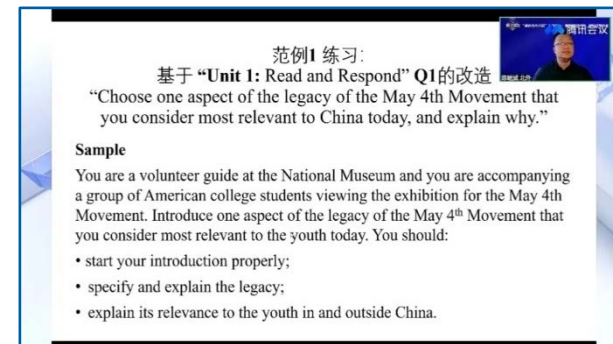 腾讯会议
范例1 练习:
基于 “Unit 1: Read and Respond” Q1的改造
“Choose one aspect of the legacy of the May 4th Movement that
you consider most relevant to China today, and explain why.”
Sample
You are a volunteer guide at the National Museum and you are accompanying
a group of American college students viewing the exhibition for the May 4th
Movement. Introduce one aspect of the legacy of the May 4th Movement that
you consider most relevant to the youth today. You should:
• start your introduction properly;
• specify and explain the legacy;
• explain its relevance to the youth in and outside China.